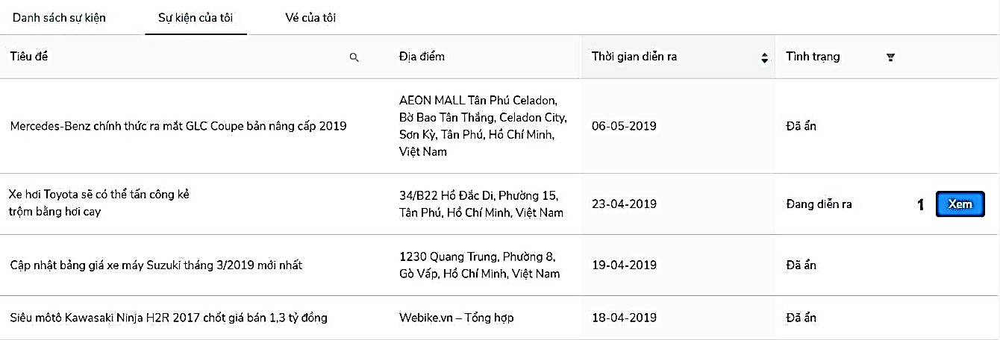 Danh sách sự kiện Sự kiện của tôi Vé của tôi
Tiêu đề Địa điểm Thời gian diễn ra Tình trạng
Mercedes-Benz chính thức ra mắt GLC Coupe bản nâng cấp 2019
AEON MALL Tân Phú Celadon,
Bờ Bao Tân Thắng, Celadon City,
Sơn Kỳ, Tân Phú, Hồ Chí Minh,
Việt Nam
06-05-2019
Đã ẩn
Xe hơi Toyota sẽ có thể tấn công kẻ
trộm bằng hơi cay
34/B22 Hồ Đắc Di, Phường 15,
Tân Phú, Hồ Chí Minh, Việt Nam
23-04-2019
Đang diễn ra
1 Xem
Cập nhật bảng giá xe máy Suzuki tháng 3/2019 mới nhất
1230 Quang Trung, Phường 8,
Gò Vấp, Hồ Chí Minh, Việt Nam
19-04-2019
Đã ẩn
Siêu môtô Kawasaki Ninja H2R 2017 chốt giá bán 1,3 tỷ đồng
Webike.vn – Tổng hợp
18-04-2019
Đã ẩn